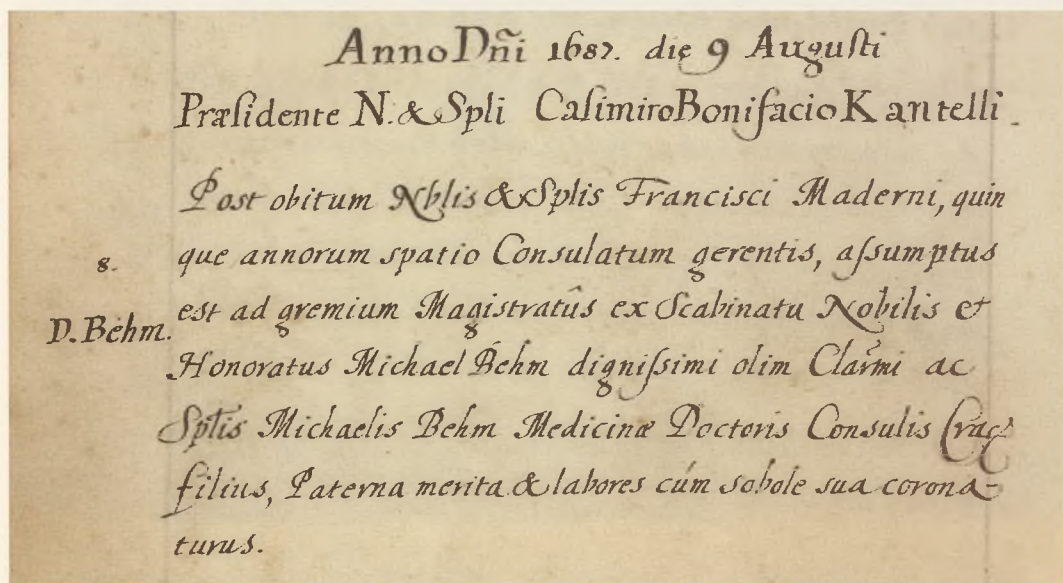 Anno Dñi 1687. die 9 Augusti
Præsidente N. & Spli Casimiro Bonifacio Kantelli.
Post obitum Nblis & Splis Francisci Maderni, quin
8. que annorum spatio Consulatum gerentis, assumptus
est ad gremium Magistratûs ex Scabinatu Nobilis et
D. Behm. Honoratus Michael Behm dignissimi olim Clarmi ac
Splis Michaelis Behm Medicinæ Doctoris Consulis Crac
filius, Paterna merita & labores cúm sobole sua corona-
turus.